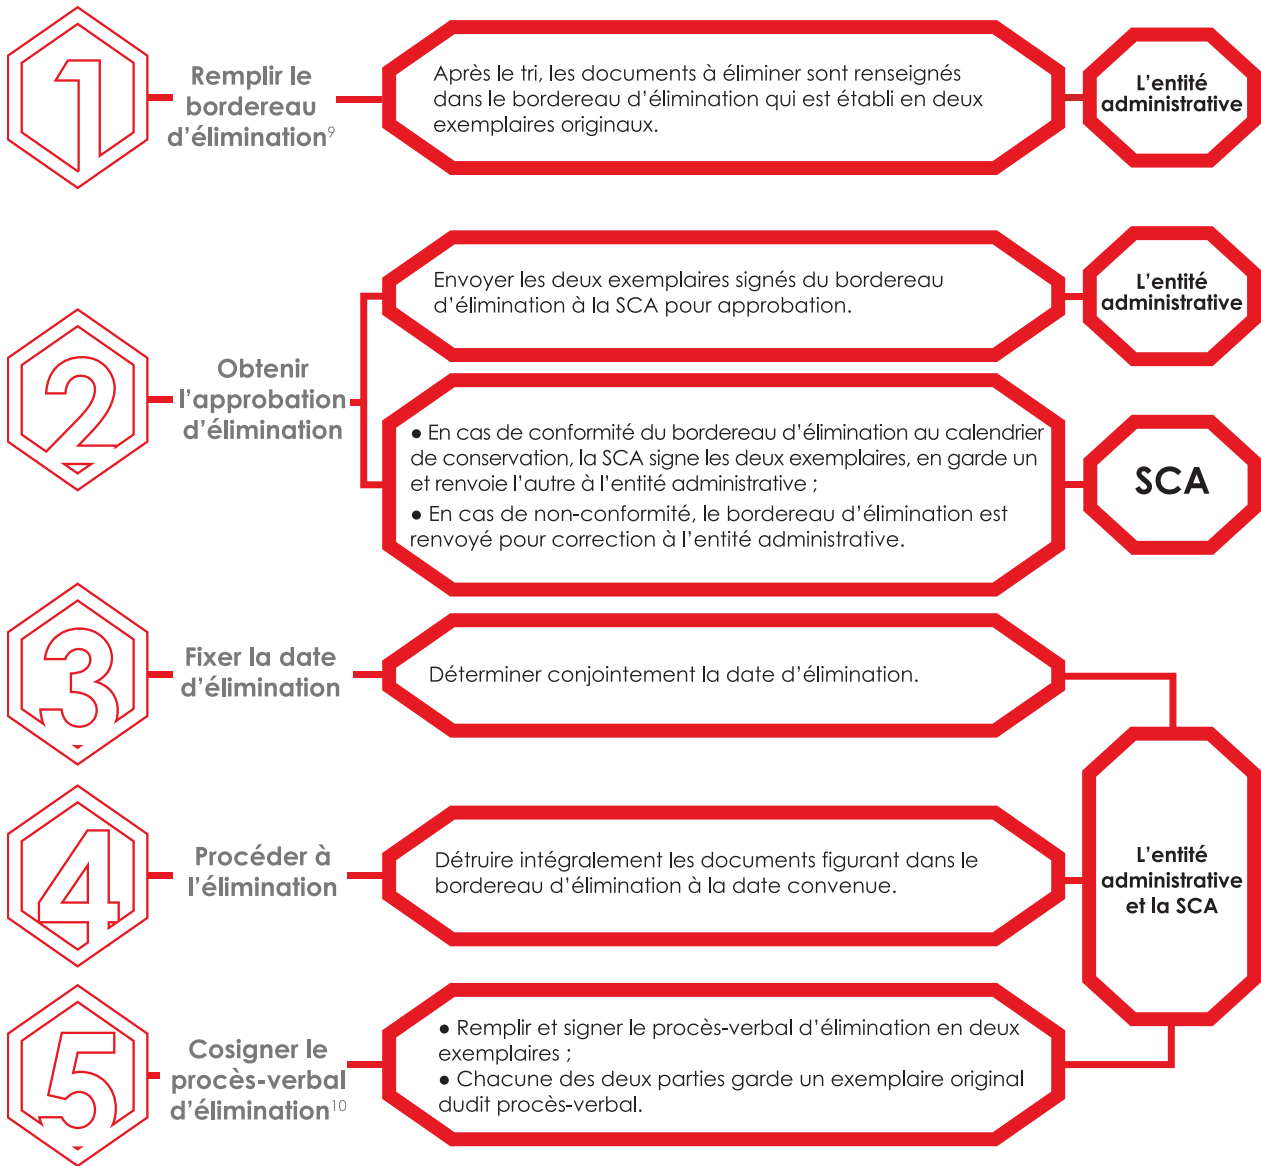 1
Remplir le
bordereau
d'élimination⁹
Après le tri, les documents à éliminer sont renseignés
dans le bordereau d'élimination qui est établi en deux
exemplaires originaux.
L'entité
administrative
2
Obtenir
l'approbation
d'élimination
Envoyer les deux exemplaires signés du bordereau
d'élimination à la SCA pour approbation.
L'entité
administrative
● En cas de conformité du bordereau d'élimination au calendrier
de conservation, la SCA signe les deux exemplaires, en garde un
et renvoie l'autre à l'entité administrative ;
● En cas de non-conformité, le bordereau d'élimination est
renvoyé pour correction à l'entité administrative.
SCA
3
Fixer la date
d'élimination
Déterminer conjointement la date d'élimination.
4
Procéder à
l'élimination
Détruire intégralement les documents figurant dans le
bordereau d'élimination à la date convenue.
L'entité
administrative
et la SCA
5
Cosigner le
procès-verbal
d'élimination¹⁰
● Remplir et signer le procès-verbal d'élimination en deux
exemplaires ;
● Chacune des deux parties garde un exemplaire original
dudit procès-verbal.